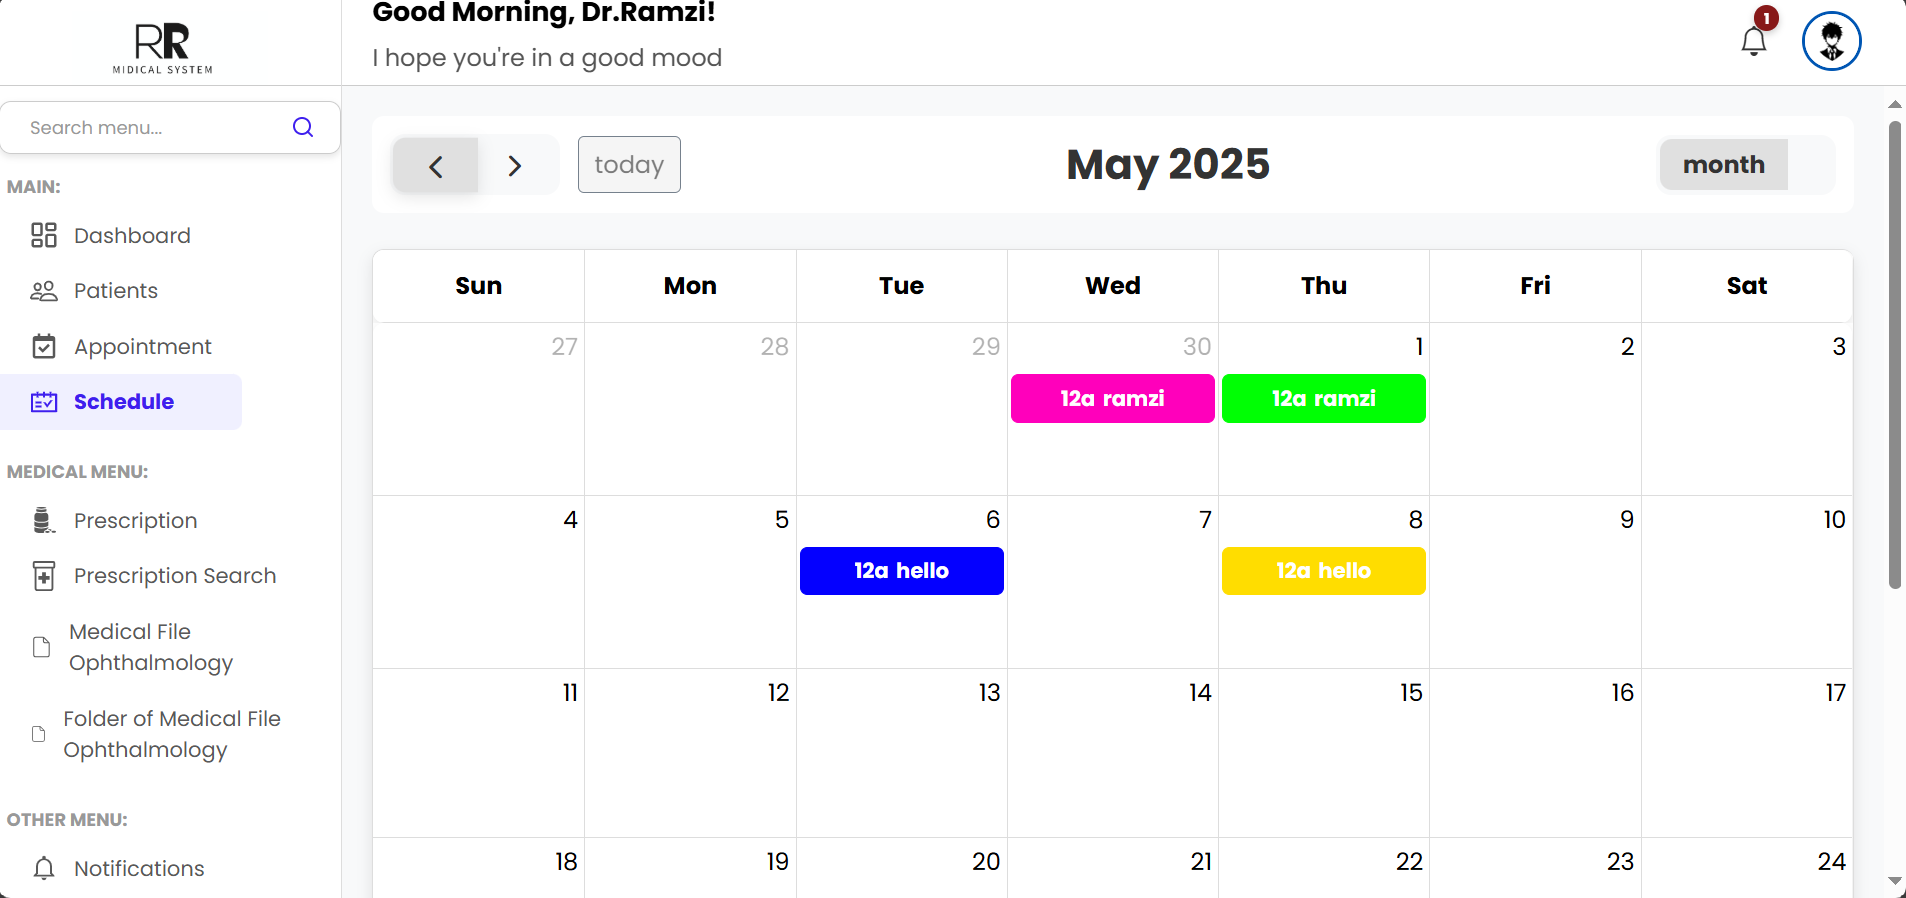 RR
MIDICAL SYSTEM
Good Morning, Dr.Ramzi!
I hope you're in a good mood
1
Search menu...
MAIN:
Dashboard
Patients
Appointment
Schedule
MEDICAL MENU:
Prescription
Prescription Search
Medical File
Ophthalmology
Folder of Medical File
Ophthalmology
OTHER MENU:
Notifications
today
May 2025
month
Sun Mon Tue Wed Thu Fri Sat
27 28 29 30 1 2 3
12a ramzi 12a ramzi
4 5 6 7 8 9 10
12a hello 12a hello
11 12 13 14 15 16 17
18 19 20 21 22 23 24